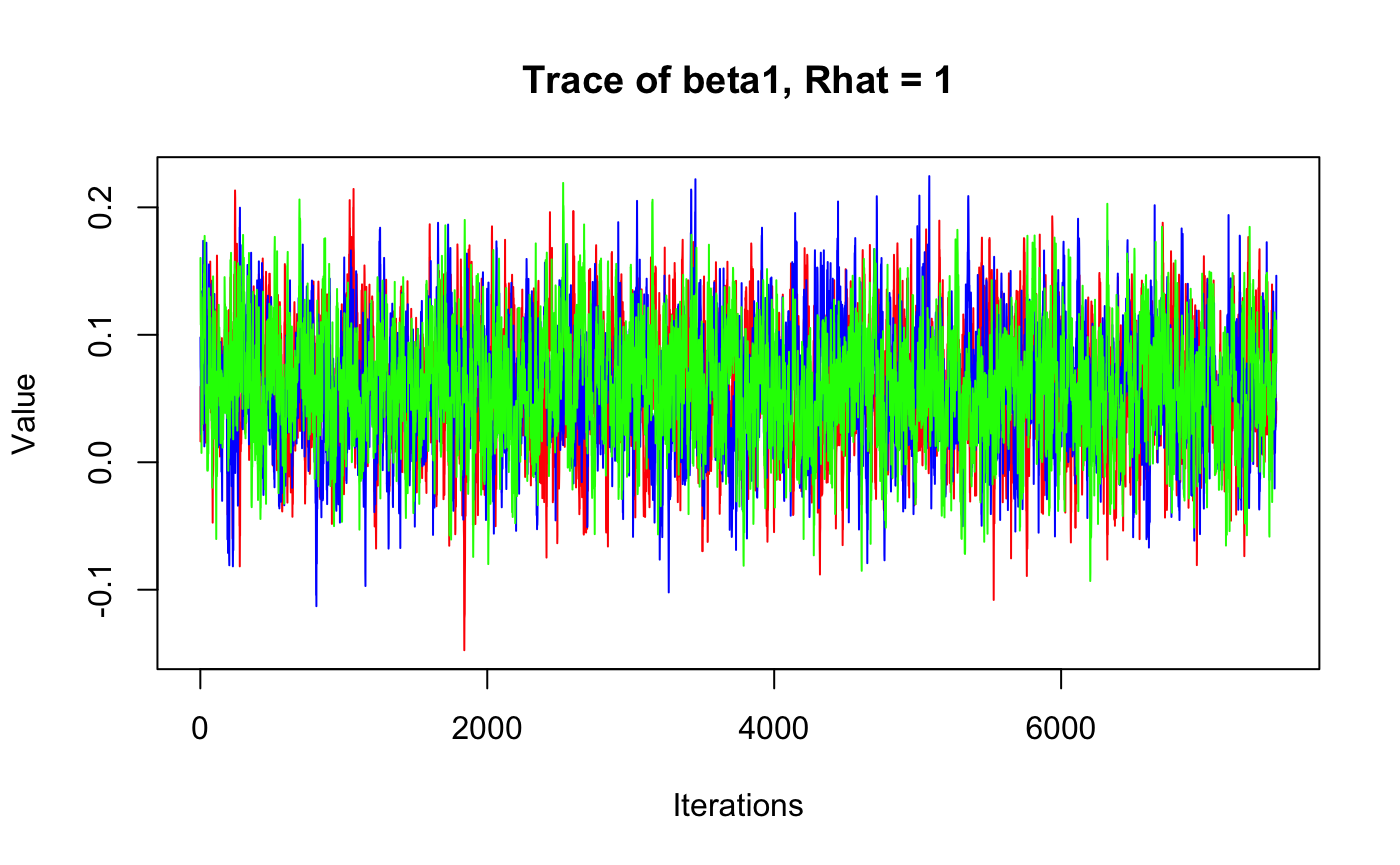 Trace of beta1, Rhat = 1
0.2
0.1
0.0
-0.1
Value
0
2000
4000
6000
Iterations